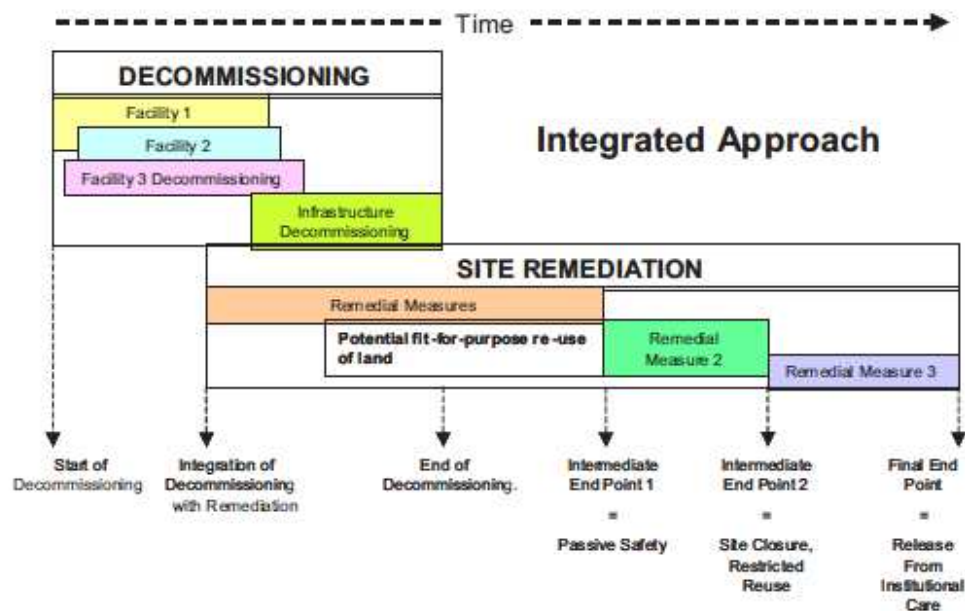 Time
DECOMMISSIONING
Facility 1
Facility 2
Facility 3 Decommissioning
Infrastructure
Decommissioning
Integrated Approach
SITE REMEDIATION
Remedial Measures
Potential fit-for-purpose re-use
of land
Remedial
Measure 2
Remedial Measure 3
Start of
Decommissioning
Integration of
Decommissioning
with Remediation
End of
Decommissioning.
Intermediate
End Point 1
=
Passive Safety
Intermediate
End Point 2
=
Site Closure,
Restricted
Reuse
Final End
Point
=
Release
From
Institutional
Care